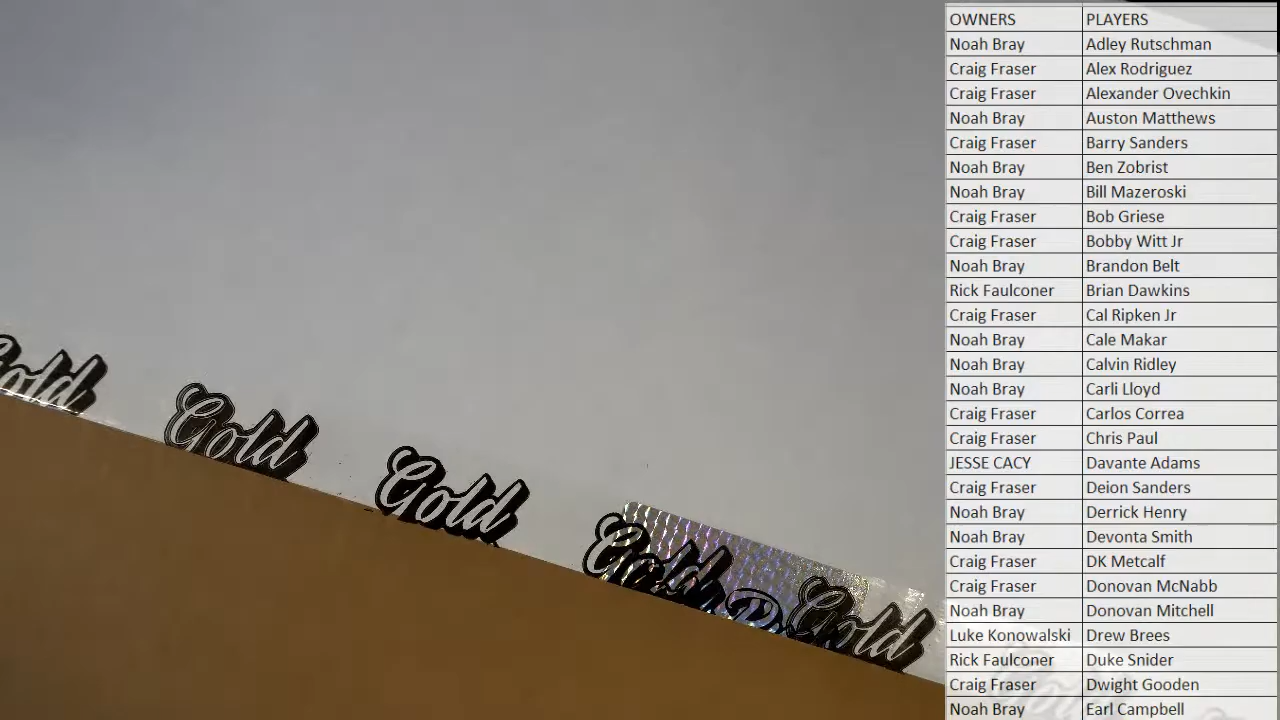 OWNERS PLAYERS
Noah Bray Adley Rutschman
Craig Fraser Alex Rodriguez
Craig Fraser Alexander Ovechkin
Noah Bray Auston Matthews
Craig Fraser Barry Sanders
Noah Bray Ben Zobrist
Noah Bray Bill Mazeroski
Craig Fraser Bob Griese
Craig Fraser Bobby Witt Jr
Noah Bray Brandon Belt
Rick Faulconer Brian Dawkins
Craig Fraser Cal Ripken Jr
Noah Bray Cale Makar
Noah Bray Calvin Ridley
Noah Bray Carli Lloyd
Craig Fraser Carlos Correa
Craig Fraser Chris Paul
JESSE CACY Davante Adams
Craig Fraser Deion Sanders
Noah Bray Derrick Henry
Noah Bray Devonta Smith
Craig Fraser DK Metcalf
Craig Fraser Donovan McNabb
Noah Bray Donovan Mitchell
Luke Konowalski Drew Brees
Rick Faulconer Duke Snider
Craig Fraser Dwight Gooden
Noah Bray Earl Campbell
Gold
Gold
Gold
Gold
Gold